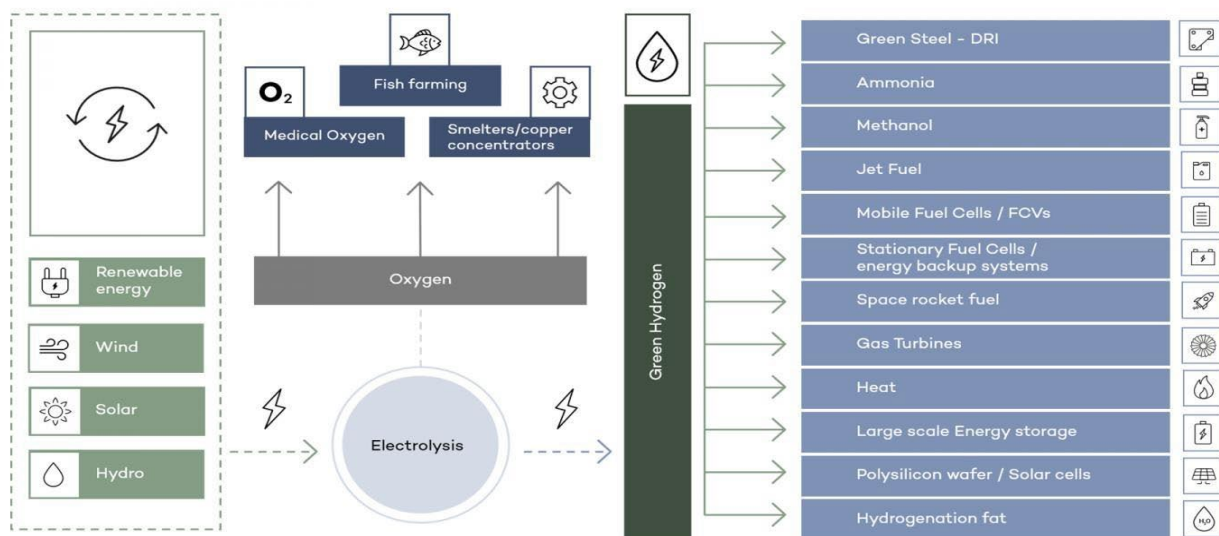 Renewable
energy
Wind
Solar
Hydro
O₂
Medical Oxygen
Fish farming
Smelters/copper
concentrators
Oxygen
Electrolysis
Green Hydrogen
Green Steel - DRI
Ammonia
Methanol
Jet Fuel
Mobile Fuel Cells / FCVs
Stationary Fuel Cells /
energy backup systems
Space rocket fuel
Gas Turbines
Heat
Large scale Energy storage
Polysilicon wafer / Solar cells
Hydrogenation fat
H₂O